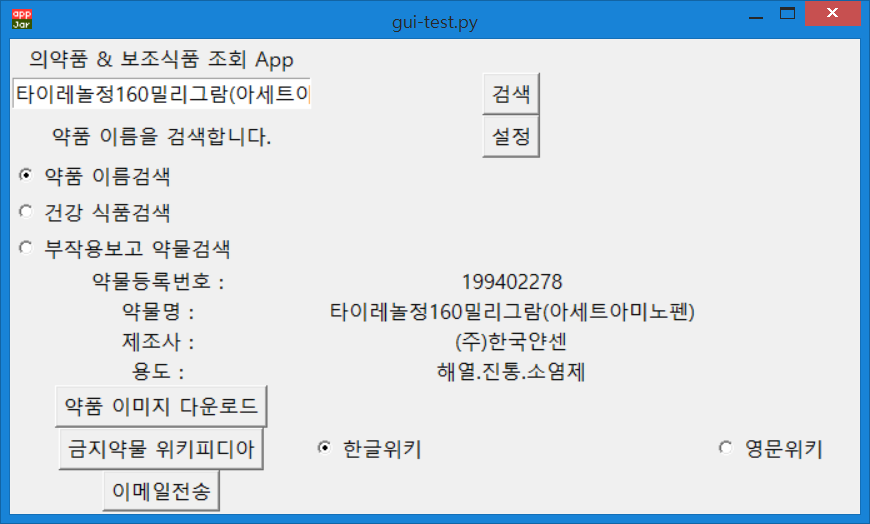 app
Jar
gui-test.py
의약품 & 보조식품 조회 App
타이레놀정160밀리그람(아세트아
검색
약품 이름을 검색합니다.
설정
약품 이름검색
건강 식품검색
부작용보고 약물검색
약물등록번호 : 199402278
약물명 : 타이레놀정160밀리그람(아세트아미노펜)
제조사 : (주)한국얀센
용도 : 해열.진통.소염제
약품 이미지 다운로드
금지약물 위키피디아 한글위키 영문위키
이메일전송